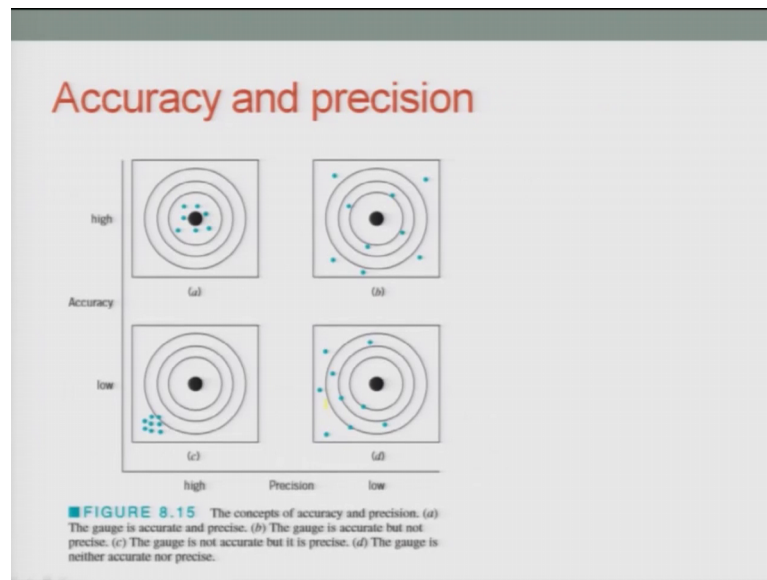 Accuracy and precision
high
(a)
(b)
Accuracy
low
(c)
(d)
high
Precision
low
FIGURE 8.15 The concepts of accuracy and precision. (a)
The gauge is accurate and precise. (b) The gauge is accurate but not
precise. (c) The gauge is not accurate but it is precise. (d) The gauge is
neither accurate nor precise.